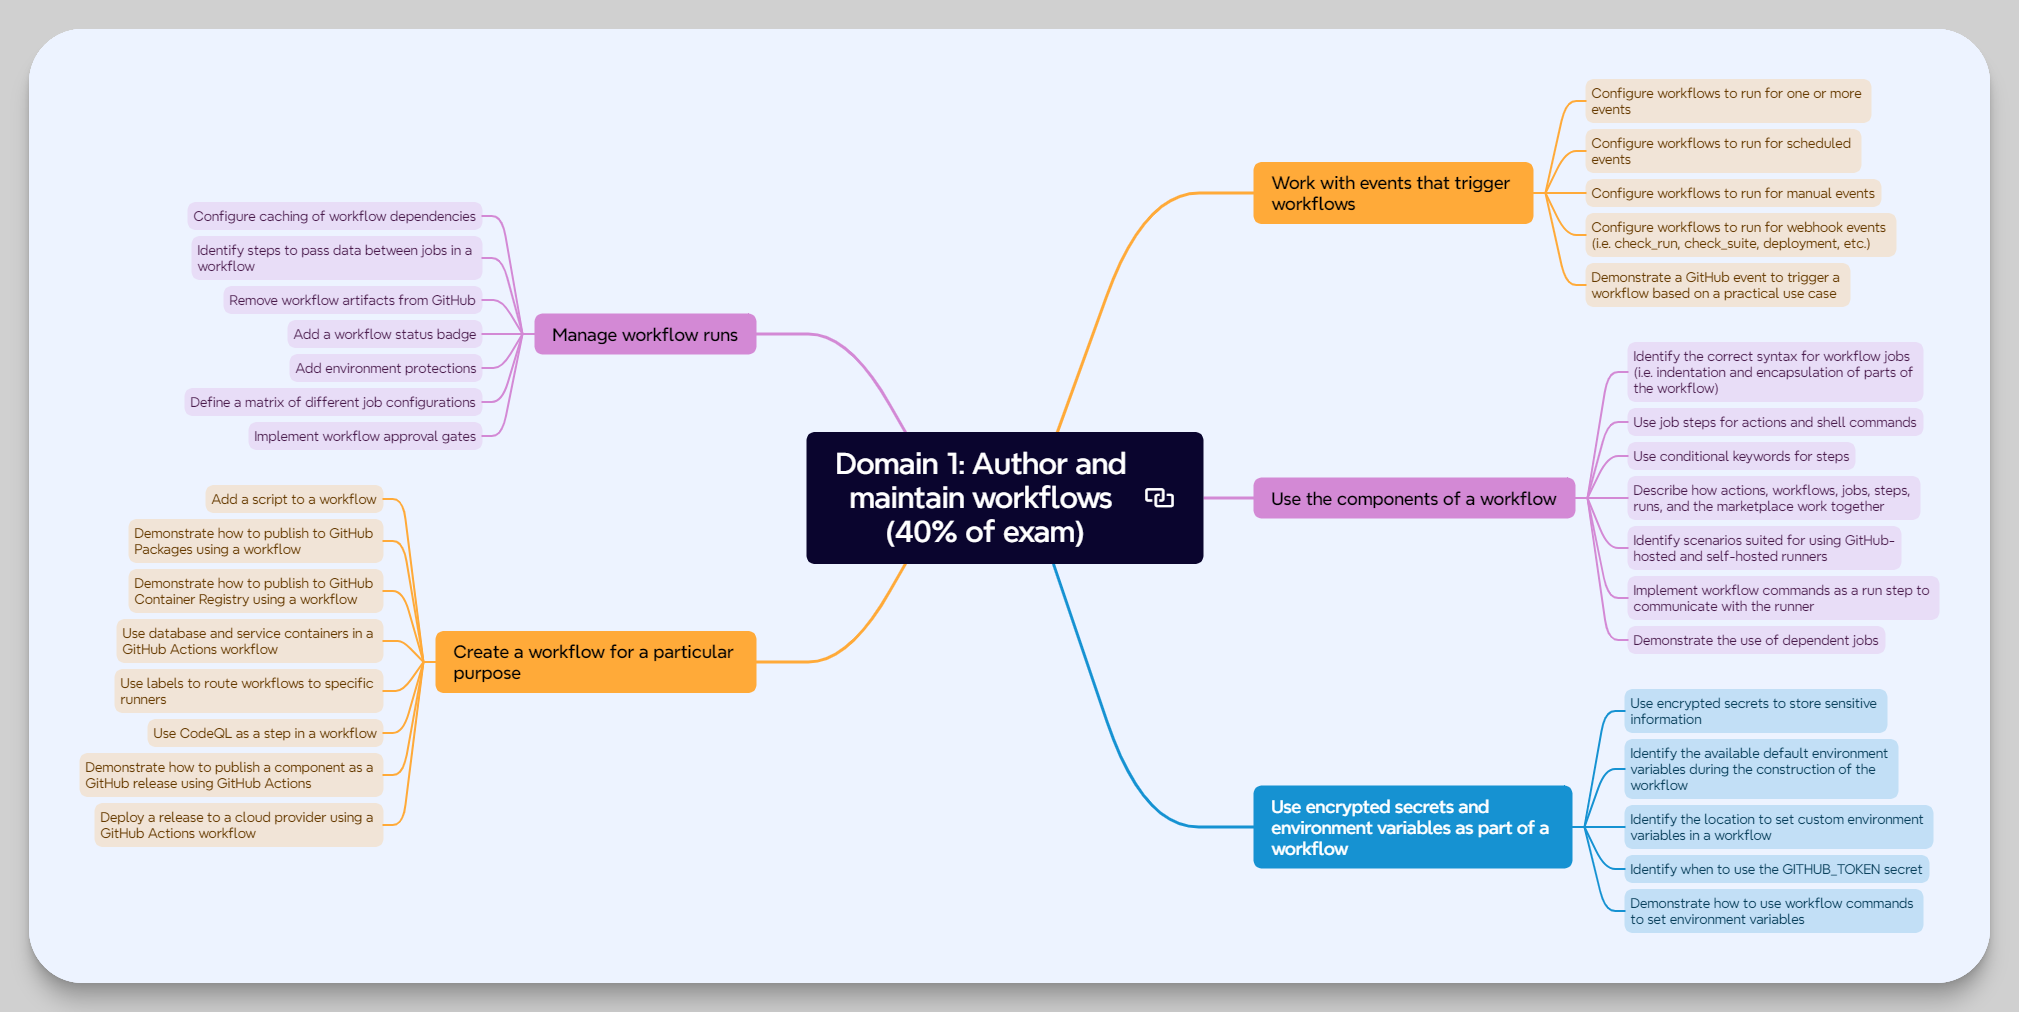 Domain 1: Author and
maintain workflows
(40% of exam)
Work with events that trigger
workflows
Configure workflows to run for one or more
events
Configure workflows to run for scheduled
events
Configure workflows to run for manual events
Configure workflows to run for webhook events
(i.e. check_run, check_suite, deployment, etc.)
Demonstrate a GitHub event to trigger a
workflow based on a practical use case
Use the components of a workflow
Identify the correct syntax for workflow jobs
(i.e. indentation and encapsulation of parts of
the workflow)
Use job steps for actions and shell commands
Use conditional keywords for steps
Describe how actions, workflows, jobs, steps,
runs, and the marketplace work together
Identify scenarios suited for using GitHub-
hosted and self-hosted runners
Implement workflow commands as a run step to
communicate with the runner
Demonstrate the use of dependent jobs
Use encrypted secrets and
environment variables as part of a
workflow
Use encrypted secrets to store sensitive
information
Identify the available default environment
variables during the construction of the
workflow
Identify the location to set custom environment
variables in a workflow
Identify when to use the GITHUB_TOKEN secret
Demonstrate how to use workflow commands
to set environment variables
Manage workflow runs
Configure caching of workflow dependencies
Identify steps to pass data between jobs in a
workflow
Remove workflow artifacts from GitHub
Add a workflow status badge
Add environment protections
Define a matrix of different job configurations
Implement workflow approval gates
Create a workflow for a particular
purpose
Add a script to a workflow
Demonstrate how to publish to GitHub
Packages using a workflow
Demonstrate how to publish to GitHub
Container Registry using a workflow
Use database and service containers in a
GitHub Actions workflow
Use labels to route workflows to specific
runners
Use CodeQL as a step in a workflow
Demonstrate how to publish a component as a
GitHub release using GitHub Actions
Deploy a release to a cloud provider using a
GitHub Actions workflow